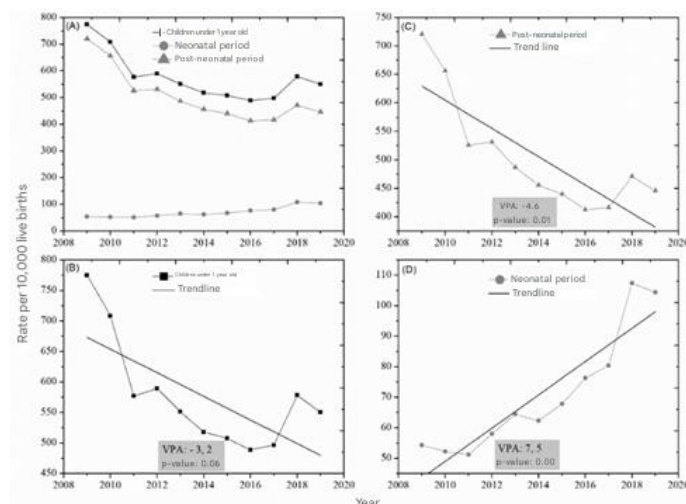 Rate per 10,000 live births
(A)
Children under 1 year old
Neonatal period
Post-neonatal period
800
700
600
500
400
300
200
100
0
2008 2010 2012 2014 2016 2018 2020
(C)
Post-neonatal period
Trend line
750
700
650
600
550
500
450
400
VPA: -4.6
p-value: 0.01
2008 2010 2012 2014 2016 2018 2020
(B)
Children under 1 year old
Trendline
800
750
700
650
600
550
500
450
VPA: - 3, 2
p-value: 0.06
2008 2010 2012 2014 2016 2018 2020
(D)
Neonatal period
Trendline
110
100
90
80
70
60
50
VPA: 7, 5
p-value: 0.00
2008 2010 2012 2014 2016 2018 2020
Year